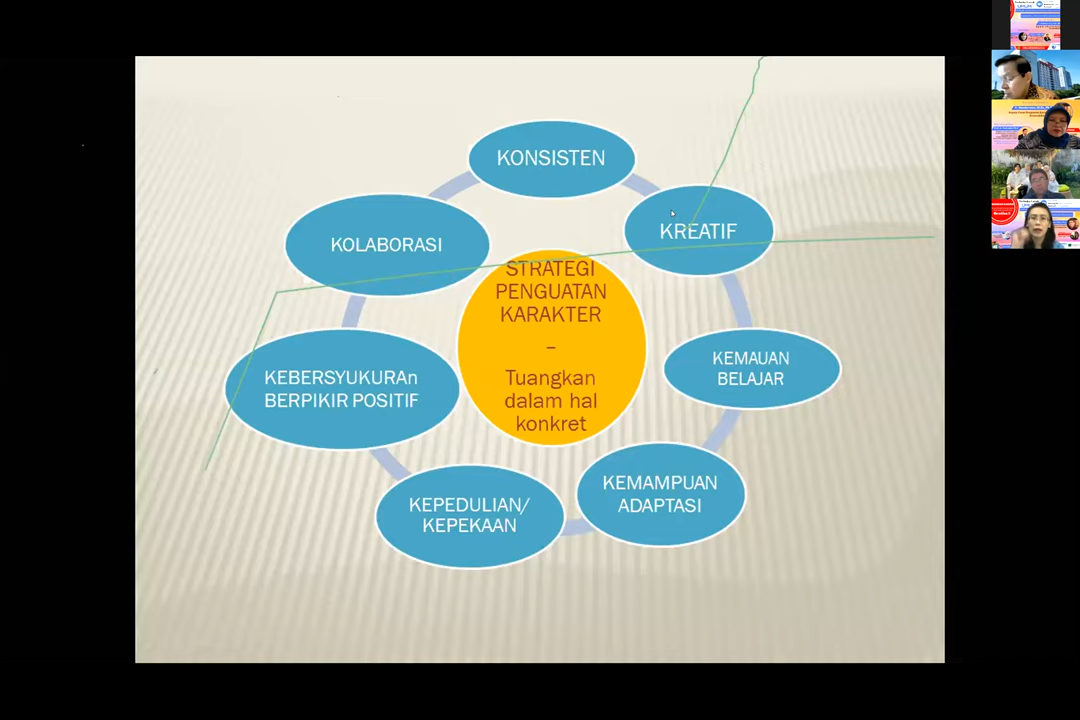 KONSISTEN
KREATIF
KOLABORASI
STRATEGI
PENGUATAN
KARAKTER
–
Tuangkan
dalam hal
konkret
KEMAUAN
BELAJAR
KEBERSYUKURAn
BERPIKIR POSITIF
KEMAMPUAN
ADAPTASI
KEPEDULIAN/
KEPEKAAN